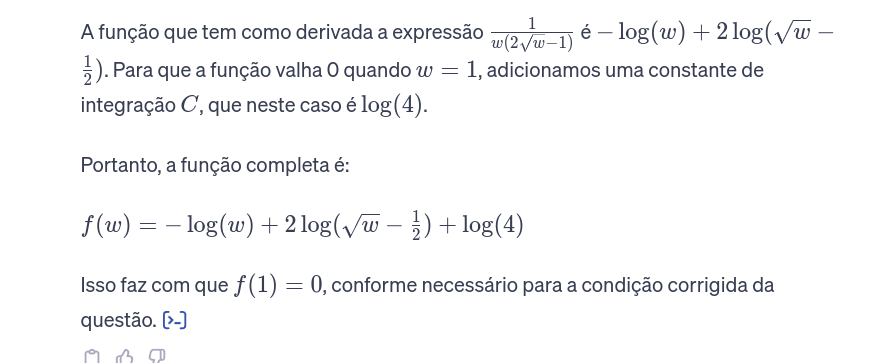 A função que tem como derivada a expressão $\frac{1}{w(2\sqrt{w}-1)}$ é $-\log(w) + 2\log(\sqrt{w} -$
$\frac{1}{2})$. Para que a função valha 0 quando $w = 1$, adicionamos uma constante de
integração $C$, que neste caso é $\log(4)$.
Portanto, a função completa é:
$f(w) = -\log(w) + 2\log(\sqrt{w} - \frac{1}{2}) + \log(4)$
Isso faz com que $f(1) = 0$, conforme necessário para a condição corrigida da
questão. [>-]